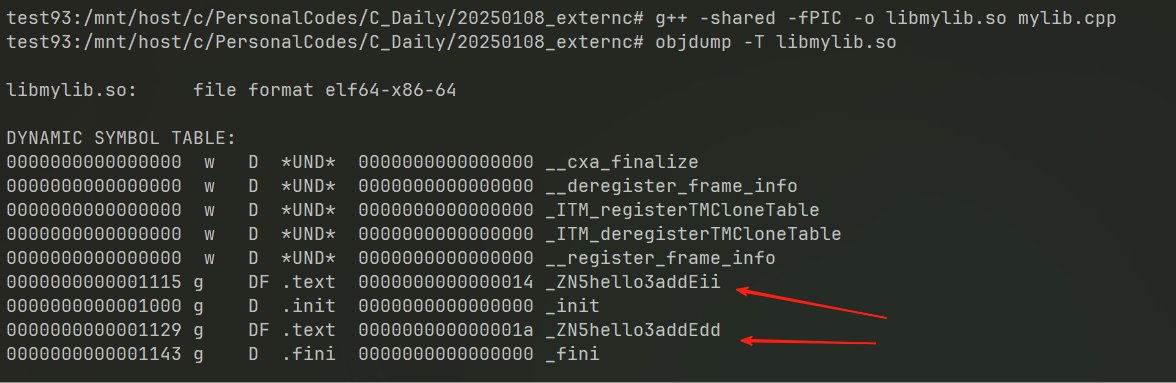 test93:/mnt/host/c/PersonalCodes/C_Daily/20250108_externc# g++ -shared -fPIC -o libmylib.so mylib.cpp
test93:/mnt/host/c/PersonalCodes/C_Daily/20250108_externc# objdump -T libmylib.so
libmylib.so:     file format elf64-x86-64
DYNAMIC SYMBOL TABLE:
0000000000000000  w   D  *UND*  0000000000000000 __cxa_finalize
0000000000000000  w   D  *UND*  0000000000000000 __deregister_frame_info
0000000000000000  w   D  *UND*  0000000000000000 _ITM_registerTMCloneTable
0000000000000000  w   D  *UND*  0000000000000000 _ITM_deregisterTMCloneTable
0000000000000000  w   D  *UND*  0000000000000000 __register_frame_info
0000000000001115 g    DF .text  0000000000000014 _ZN5hello3addEii
0000000000001000 g    D  .init  0000000000000000 _init
0000000000001129 g    DF .text  000000000000001a _ZN5hello3addEdd
0000000000001143 g    D  .fini  0000000000000000 _fini